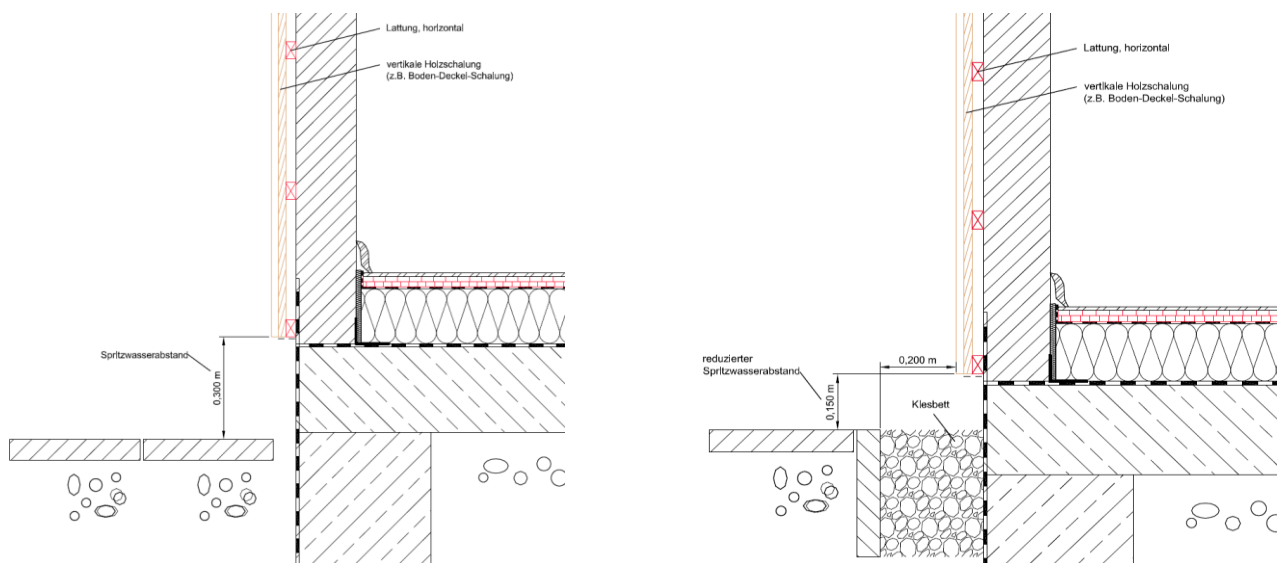 Lattung, horizontal
vertikale Holzschalung
(z.B. Boden-Deckel-Schalung)
Spritzwasserabstand
0,300 m
Lattung, horizontal
vertikale Holzschalung
(z.B. Boden-Deckel-Schalung)
reduzierter
Spritzwasserabstand
0,200 m
0,150 m
Kiesbett